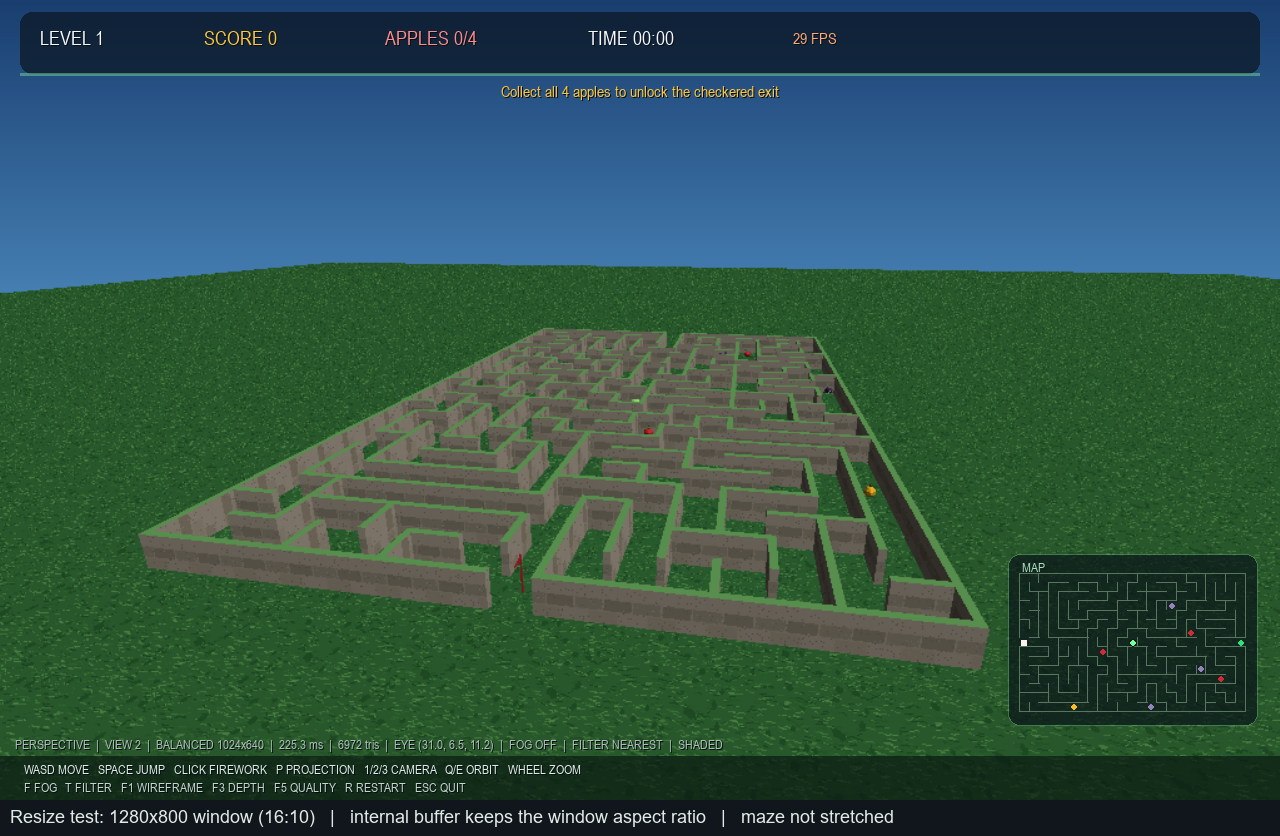 LEVEL 1 SCORE 0 APPLES 0/4 TIME 00:00 29 FPS
Collect all 4 apples to unlock the checkered exit
MAP
PERSPECTIVE | VIEW 2 | BALANCED 1024x640 | 225.3 ms | 6972 tris | EYE (31.0, 6.5, 11.2) | FOG OFF | FILTER NEAREST | SHADED
WASD MOVE SPACE JUMP CLICK FIREWORK P PROJECTION 1/2/3 CAMERA Q/E ORBIT WHEEL ZOOM
F FOG T FILTER F1 WIREFRAME F3 DEPTH F5 QUALITY R RESTART ESC QUIT
Resize test: 1280x800 window (16:10) | internal buffer keeps the window aspect ratio | maze not stretched